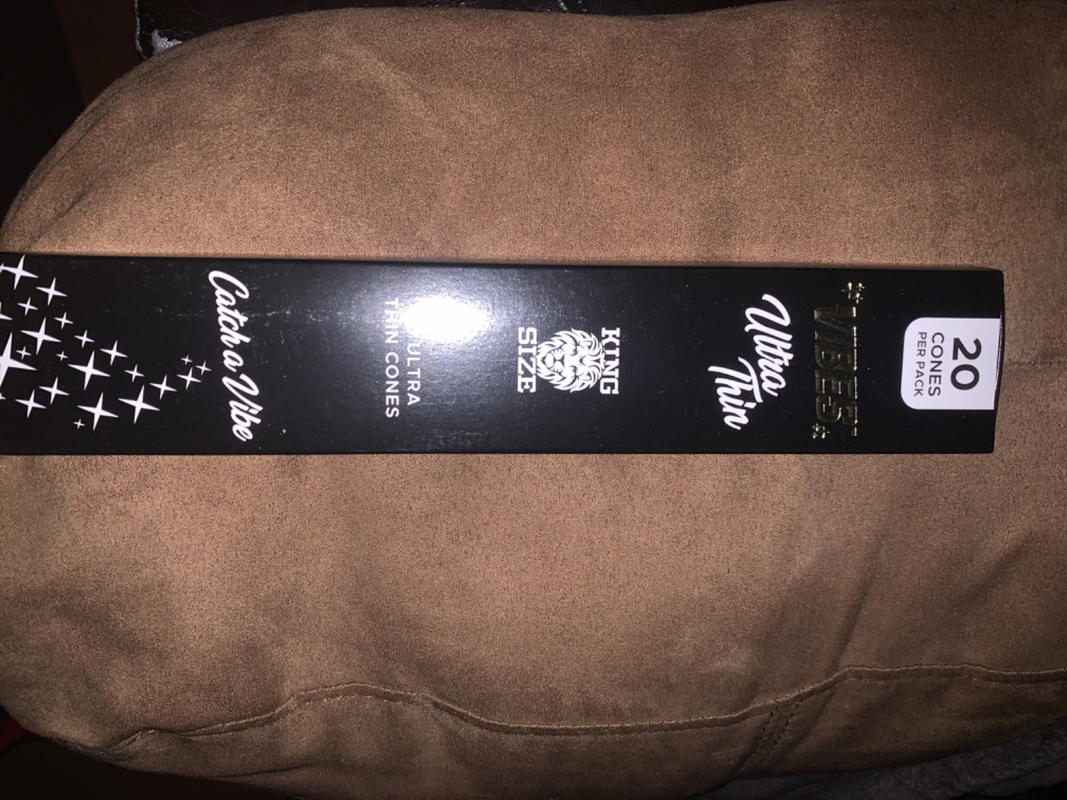 20
CONES
PER PACK
VIBES
Ultra
Thin
KING
SIZE
ULTRA
THIN CONES
Catch a Vibe